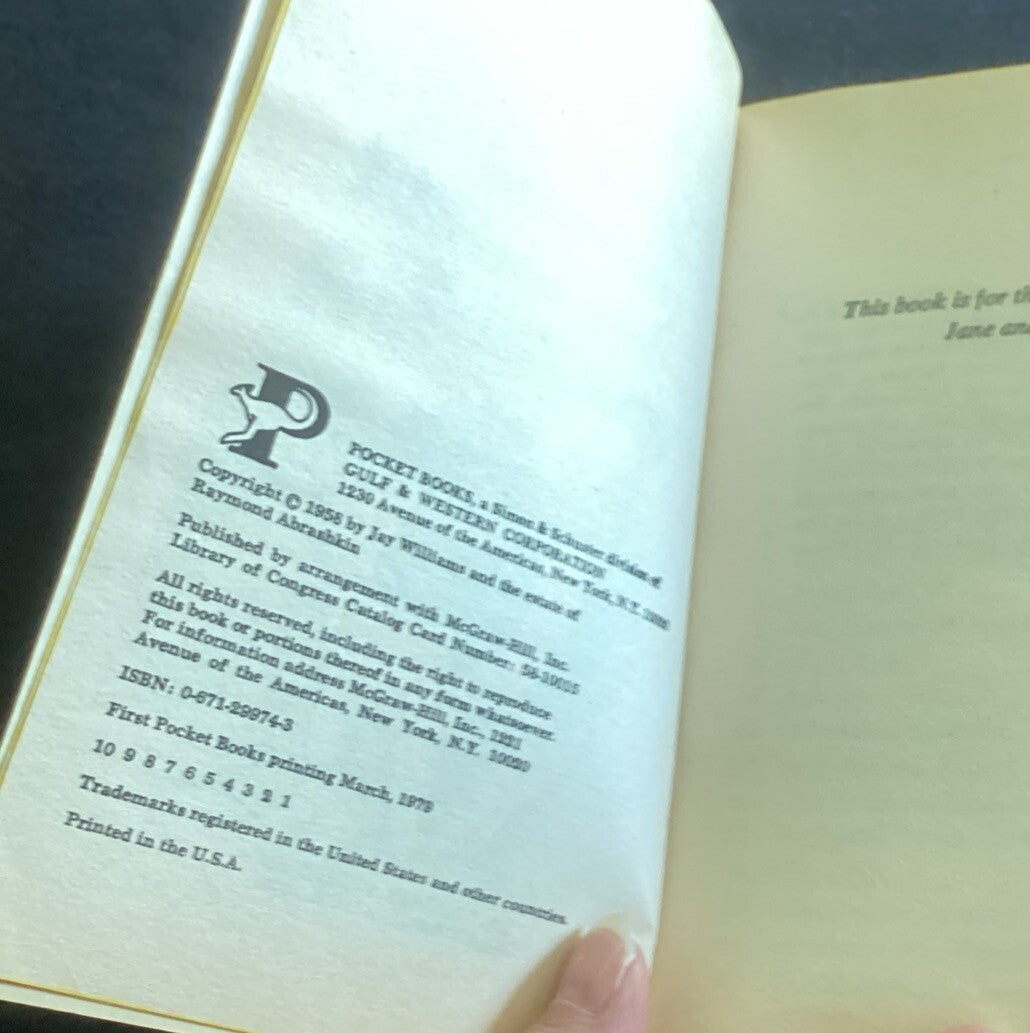 P
POCKET BOOKS, a Simon & Schuster division of
GULF & WESTERN CORPORATION
1230 Avenue of the Americas, New York, N.Y.
Copyright © 1958 by Jay Williams and the estate of
Raymond Abrashkin
Published by arrangement with McGraw-Hill, Inc.
Library of Congress Catalog Card Number:
All rights reserved, including the right to reproduce
this book or portions thereof in any form whatsoever.
For information address McGraw-Hill, Inc., 1221
Avenue of the Americas, New York, N.Y. 10020
ISBN: 0-671-29974-3
First Pocket Books printing March, 1979
10 9 8 7 6 5 4 3 2 1
Trademarks registered in the United States and other countries.
Printed in the U.S.A.
This book is for
Jane